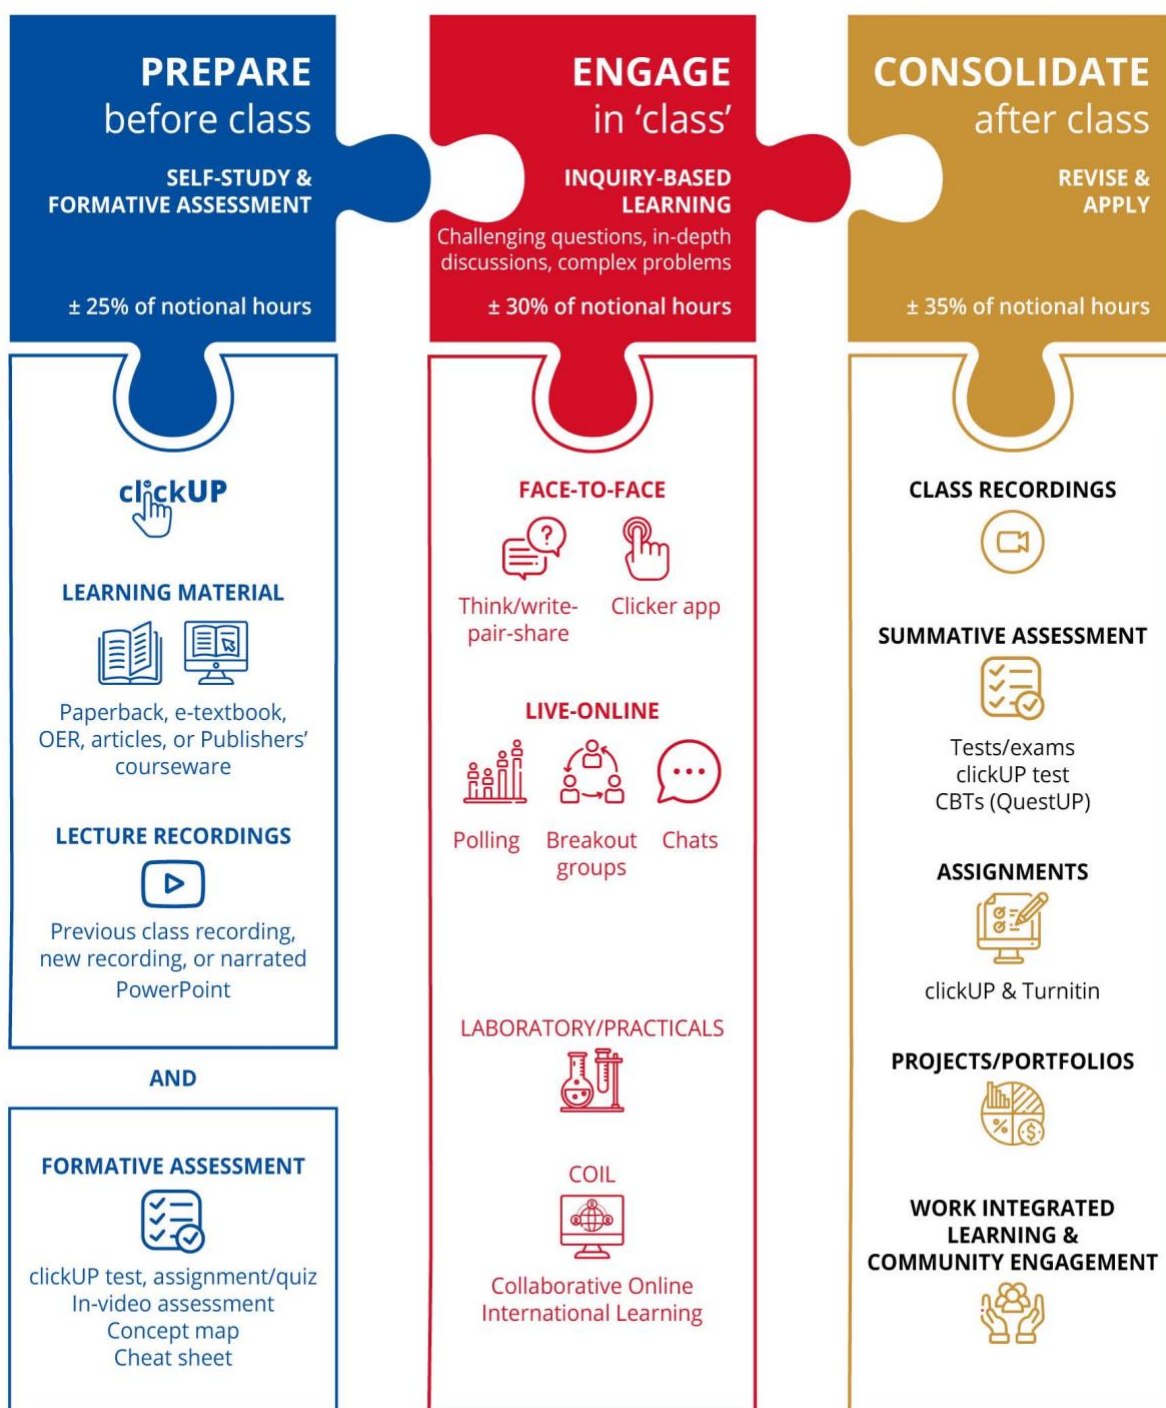 PREPARE
before class
SELF-STUDY &
FORMATIVE ASSESSMENT
± 25% of notional hours
clickUP
LEARNING MATERIAL
Paperback, e-textbook,
OER, articles, or Publishers’
courseware
LECTURE RECORDINGS
Previous class recording,
new recording, or narrated
PowerPoint
AND
FORMATIVE ASSESSMENT
clickUP test, assignment/quiz
In-video assessment
Concept map
Cheat sheet
ENGAGE
in ‘class’
INQUIRY-BASED
LEARNING
Challenging questions, in-depth
discussions, complex problems
± 30% of notional hours
FACE-TO-FACE
?
Think/write-
pair-share
Clicker app
LIVE-ONLINE
Polling
Breakout
groups
Chats
LABORATORY/PRACTICALS
COIL
Collaborative Online
International Learning
CONSOLIDATE
after class
REVISE &
APPLY
± 35% of notional hours
CLASS RECORDINGS
SUMMATIVE ASSESSMENT
Tests/exams
clickUP test
CBTs (QuestUP)
ASSIGNMENTS
clickUP & Turnitin
PROJECTS/PORTFOLIOS
% $
WORK INTEGRATED
LEARNING &
COMMUNITY ENGAGEMENT